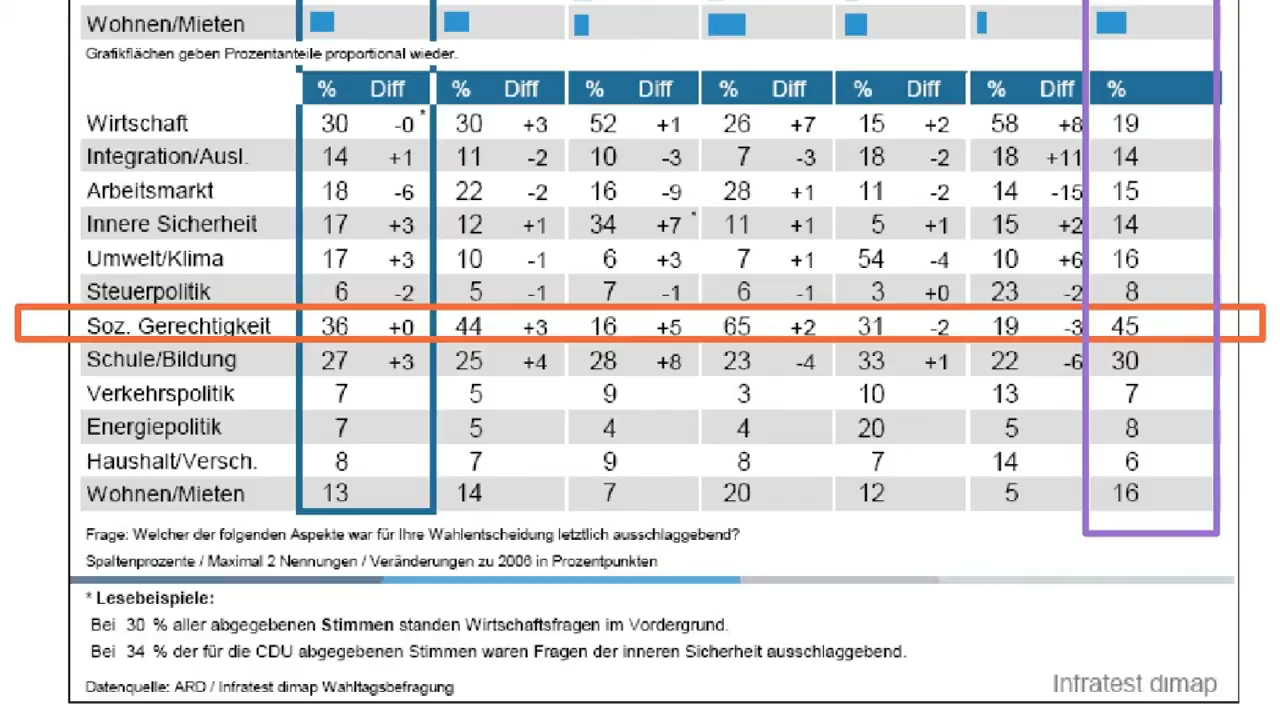 Wohnen/Mieten
Grafikflächen geben Prozentanteile proportional wieder.
% Diff % Diff % Diff % Diff % Diff % Diff %
Wirtschaft 30 -0* 30 +3 52 +1 26 +7 15 +2 58 +8 19
Integration/Ausl. 14 +1 11 -2 10 -3 7 -3 18 -2 18 +11 14
Arbeitsmarkt 18 -6 22 -2 16 -9 28 +1 11 -2 14 -15 15
Innere Sicherheit 17 +3 12 +1 34 +7* 11 +1 5 +1 15 +2 14
Umwelt/Klima 17 +3 10 -1 6 +3 7 +1 54 -4 10 +6 16
Steuerpolitik 6 -2 5 -1 7 -1 6 -1 3 +0 23 -2 8
Soz. Gerechtigkeit 36 +0 44 +3 16 +5 65 +2 31 -2 19 -3 45
Schule/Bildung 27 +3 25 +4 28 +8 23 -4 33 +1 22 -6 30
Verkehrspolitik 7 5 9 3 10 13 7
Energiepolitik 7 5 4 4 20 5 8
Haushalt/Versch. 8 7 9 8 7 14 6
Wohnen/Mieten 13 14 7 20 12 5 16
Frage: Welcher der folgenden Aspekte war für Ihre Wahlentscheidung letztlich ausschlaggebend?
Spaltenprozente / Maximal 2 Nennungen / Veränderungen zu 2006 in Prozentpunkten
* Lesebeispiele:
Bei 30 % aller abgegebenen Stimmen standen Wirtschaftsfragen im Vordergrund.
Bei 34 % der für die CDU abgegebenen Stimmen waren Fragen der inneren Sicherheit ausschlaggebend.
Datenquelle: ARD / Infratest dimap Wahltagsbefragung
Infratest dimap